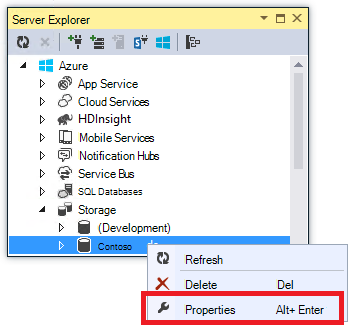 Server Explorer
Azure
App Service
Cloud Services
HDInsight
Mobile Services
Notification Hubs
Service Bus
SQL Databases
Storage
(Development)
Contoso
Refresh
Delete Del
Properties Alt+ Enter